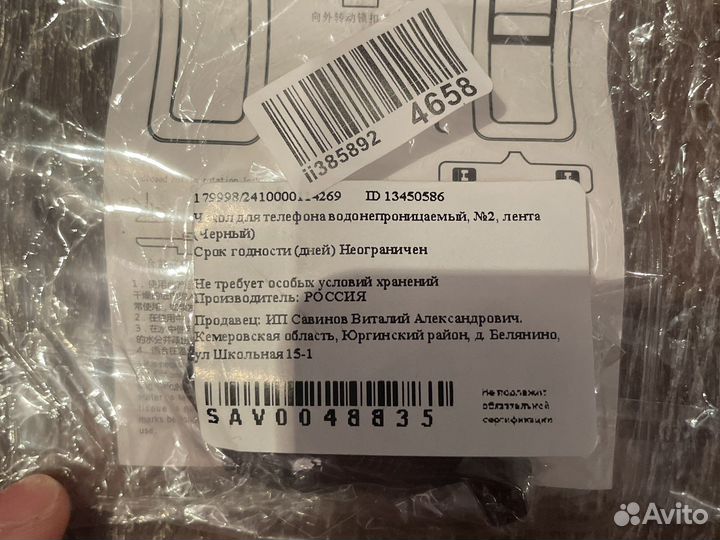 向外转动锁扣
ii385892 4658
179998/2410000114269 ID 13450586
Чехол для телефона водонепроницаемый, №2, лента
(Черный)
Срок годности (дней) Неограничен
Не требует особых условий хранений
Производитель: РОССИЯ
Продавец: ИП Савинов Виталий Александрович.
Кемеровская область, Юргинский район, д. Белянино,
ул Школьная 15-1
SAV0048835
Не подлежит
обязательной
сертификации
use.
Avito